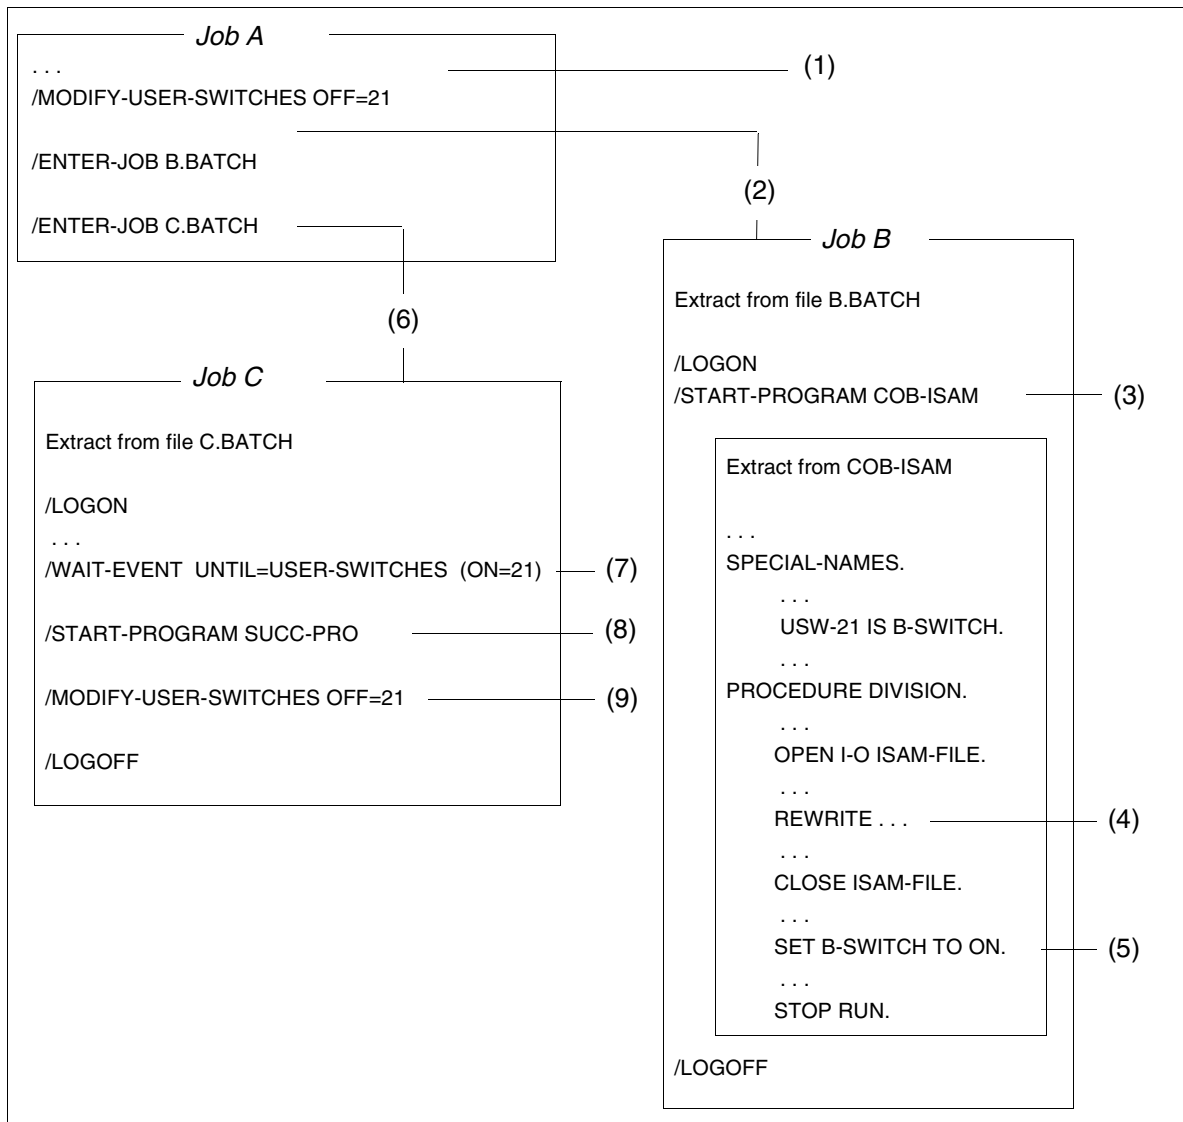 Job A
. . .
(1)
/MODIFY-USER-SWITCHES OFF=21
/ENTER-JOB B.BATCH
(2)
/ENTER-JOB C.BATCH
(6)
Job B
Extract from file B.BATCH
/LOGON
/START-PROGRAM COB-ISAM
(3)
Extract from COB-ISAM
. . .
SPECIAL-NAMES.
. . .
USW-21 IS B-SWITCH.
. . .
PROCEDURE DIVISION.
. . .
OPEN I-O ISAM-FILE.
. . .
REWRITE . . .
(4)
. . .
CLOSE ISAM-FILE.
. . .
SET B-SWITCH TO ON.
(5)
. . .
STOP RUN.
/LOGOFF
Job C
Extract from file C.BATCH
/LOGON
. . .
/WAIT-EVENT UNTIL=USER-SWITCHES (ON=21)
(7)
/START-PROGRAM SUCC-PRO
(8)
/MODIFY-USER-SWITCHES OFF=21
(9)
/LOGOFF